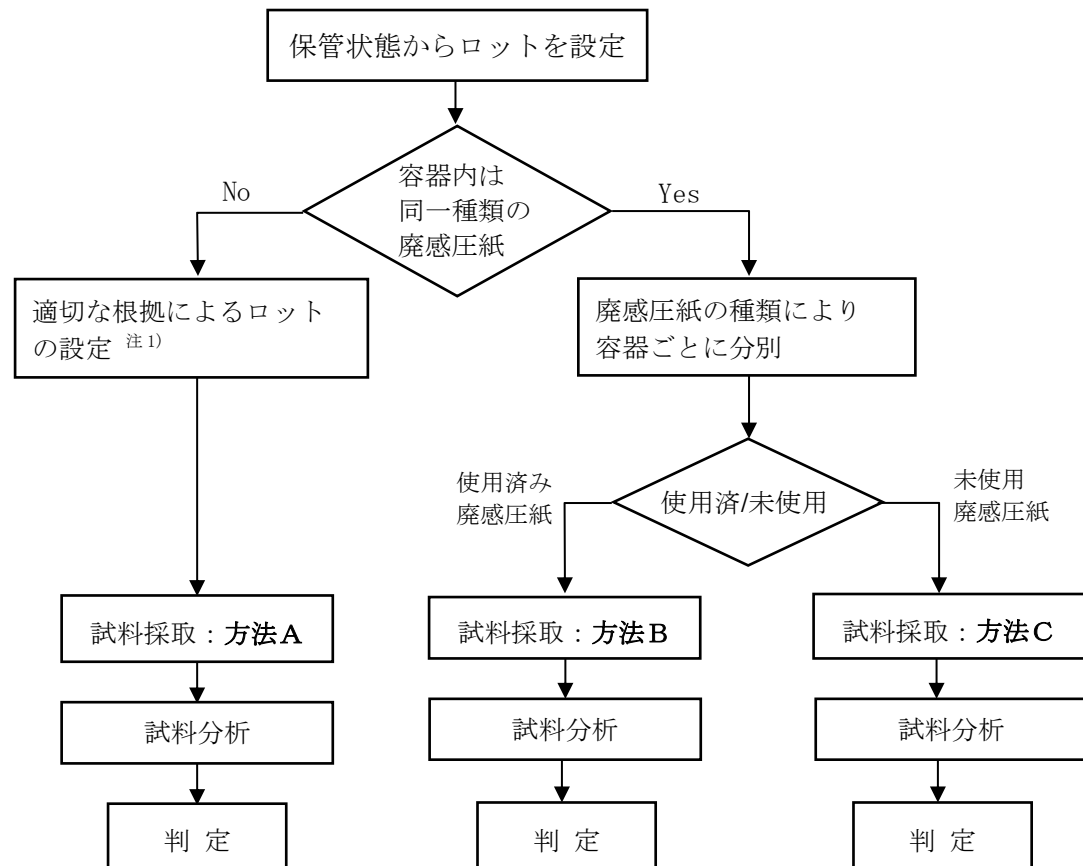 保管状態からロットを設定
容器内は
同一種類の
廃感圧紙
No
Yes
適切な根拠によるロット
の設定 注1)
廃感圧紙の種類により
容器ごとに分別
使用済み
廃感圧紙
使用済/未使用
未使用
廃感圧紙
試料採取：方法A
試料採取：方法B
試料採取：方法C
試料分析
試料分析
試料分析
判 定
判 定
判 定